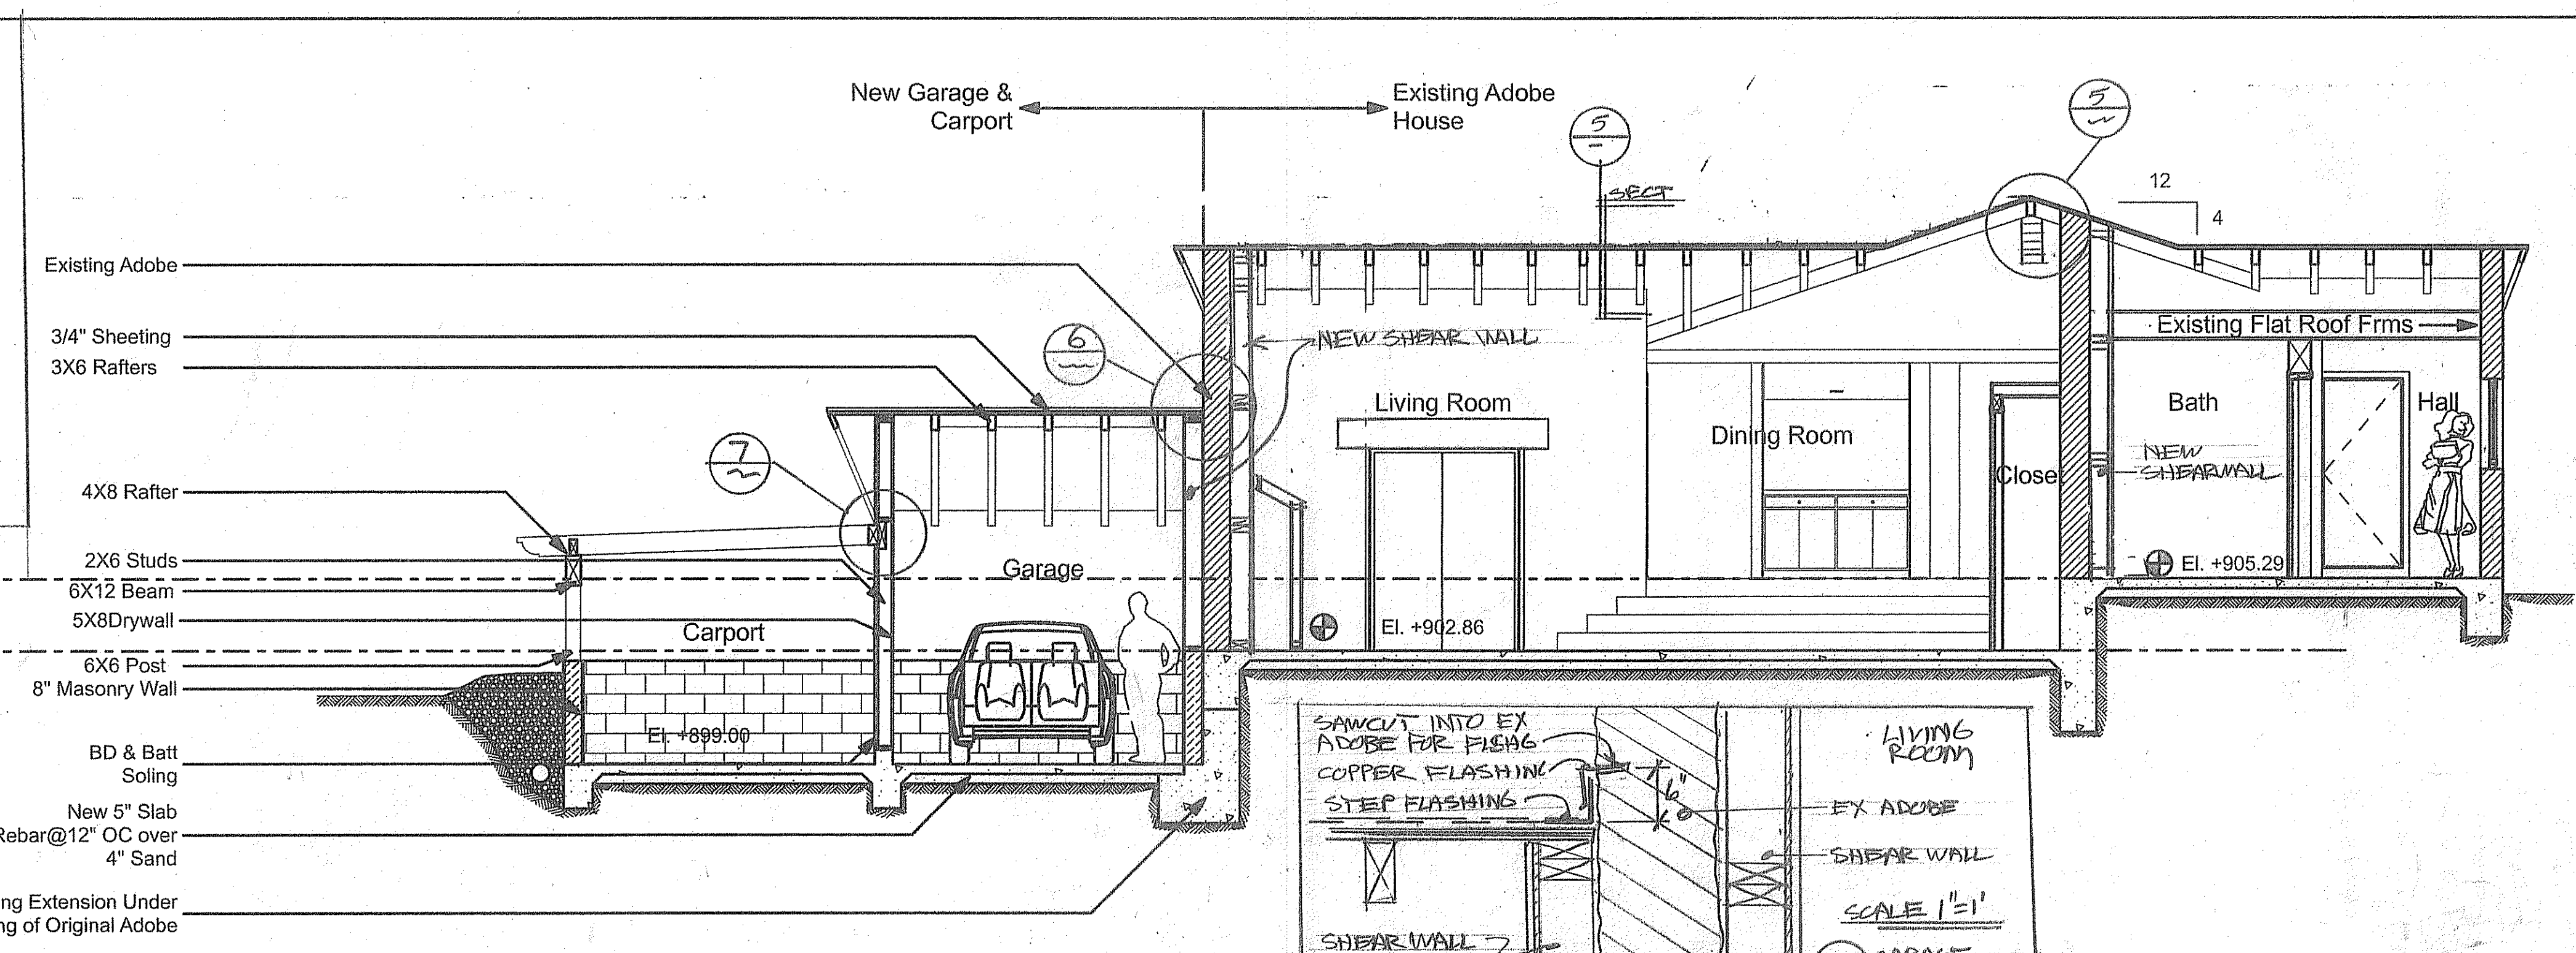 New Garage &
Carport
Existing Adobe
House
5
5
SECT
12
4
Existing Adobe
3/4" Sheeting
3X6 Rafters
6
NEW SHEAR WALL
Existing Flat Roof Frms
Living Room
Dining Room
Bath
Hall
7
NEW
SHEARWALL
Close
4X8 Rafter
2X6 Studs
6X12 Beam
5X8Drywall
6X6 Post
8" Masonry Wall
Garage
Carport
El. +905.29
El. +902.86
El. +899.00
BD & Batt
Soling
New 5" Slab
Rebar@12" OC over
4" Sand
ng Extension Under
ng of Original Adobe
SAWCUT INTO EX
ADOBE FOR FLSHG
COPPER FLASHING
STEP FLASHING
6"
LIVING
ROOM
EX ADOBE
SHEAR WALL
SCALE 1"=1'
SHEAR WALL
GARAGE